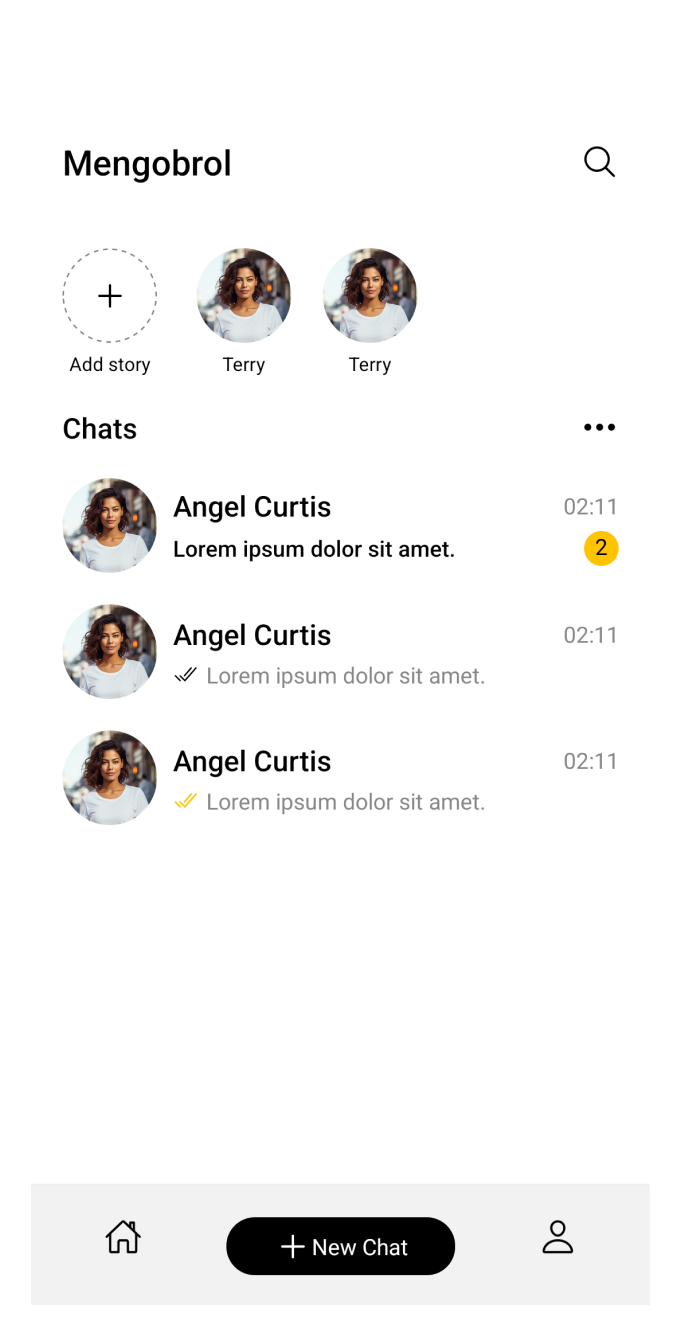 Mengobrol
Add story
Terry
Terry
Chats
Angel Curtis
02:11
Lorem ipsum dolor sit amet.
2
Angel Curtis
02:11
Lorem ipsum dolor sit amet.
Angel Curtis
02:11
Lorem ipsum dolor sit amet.
New Chat